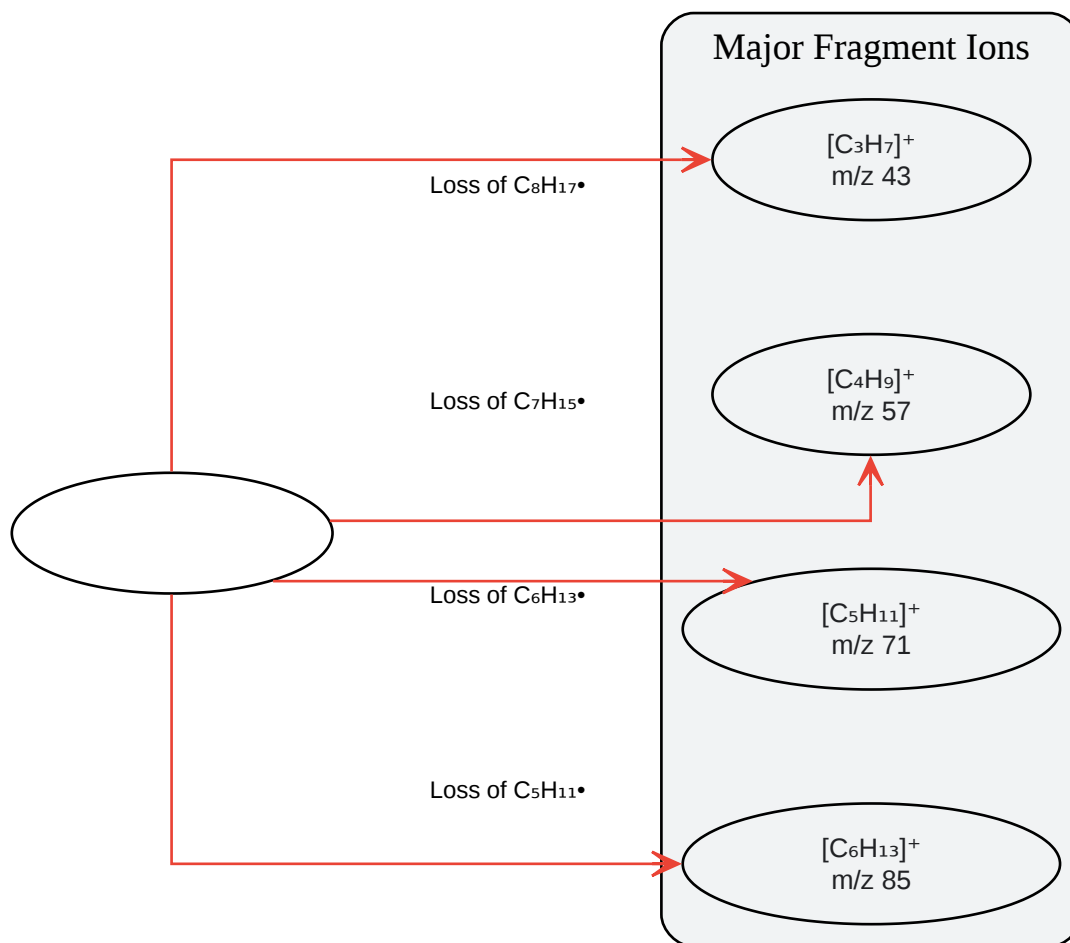 Major Fragment Ions
[C₃H₇]⁺
m/z 43
Loss of C₈H₁₇•
[C₄H₉]⁺
m/z 57
Loss of C₇H₁₅•
Loss of C₆H₁₃•
[C₅H₁₁]⁺
m/z 71
Loss of C₅H₁₁•
[C₆H₁₃]⁺
m/z 85